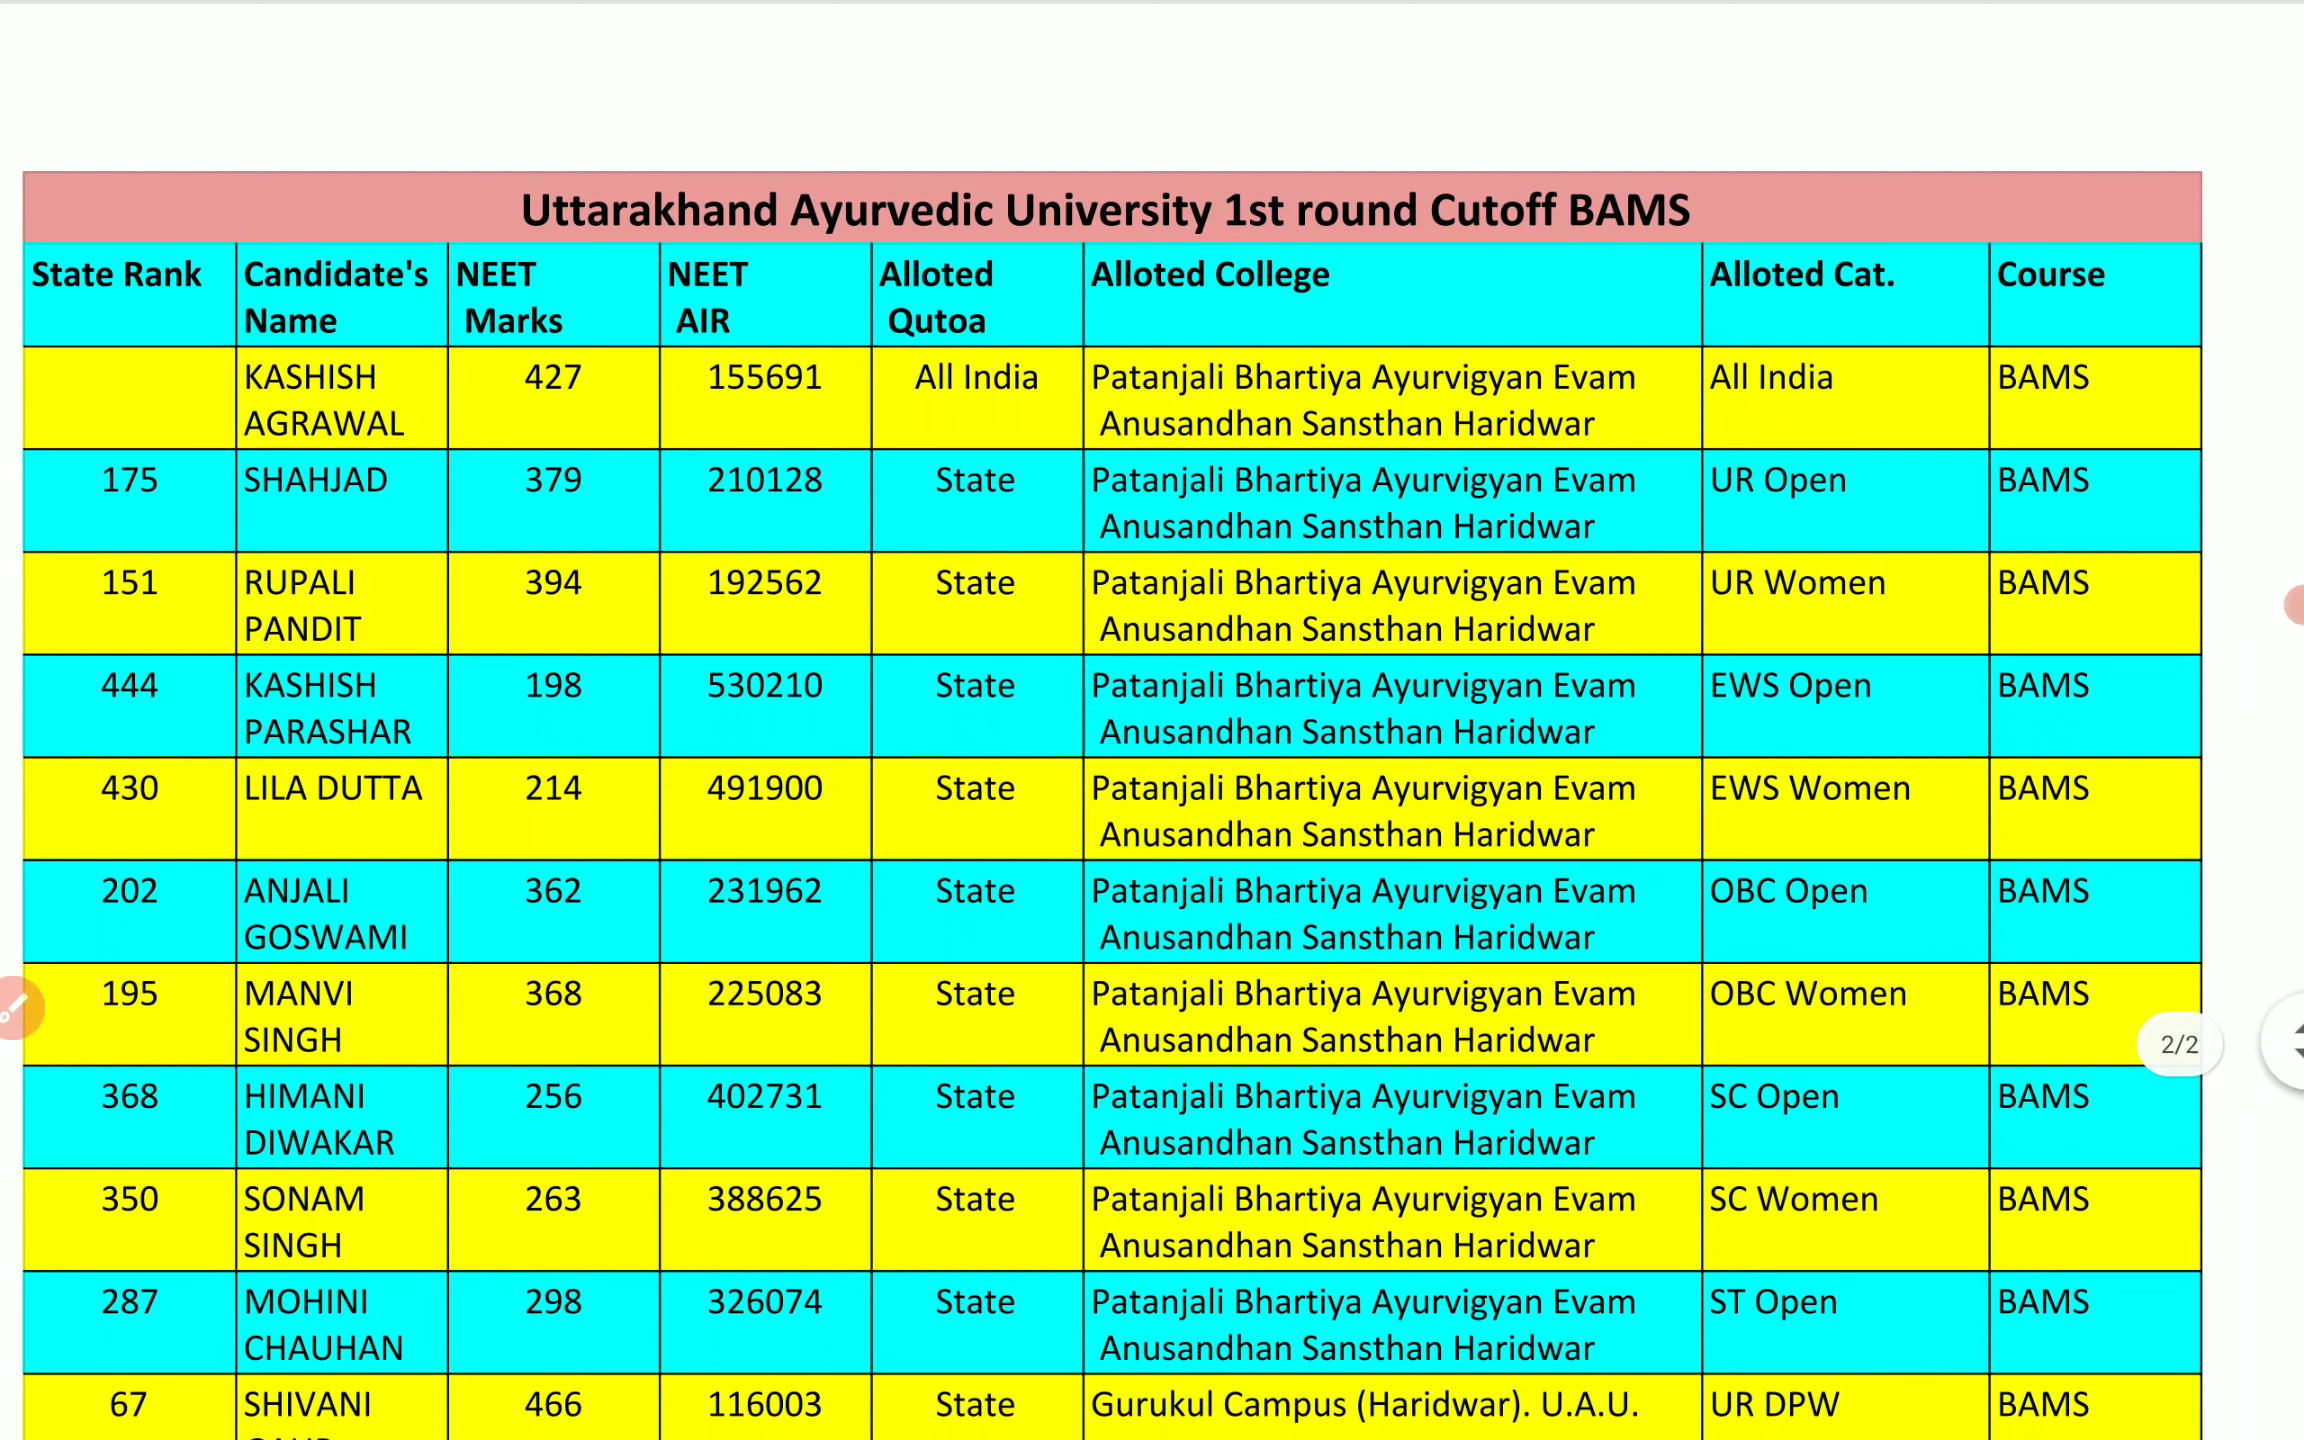 Uttarakhand Ayurvedic University 1st round Cutoff BAMS
State Rank Candidate's Name NEET Marks NEET AIR Alloted Qutoa Alloted College Alloted Cat. Course
KASHISH AGRAWAL 427 155691 All India Patanjali Bhartiya Ayurvigyan Evam Anusandhan Sansthan Haridwar All India BAMS
175 SHAHJAD 379 210128 State Patanjali Bhartiya Ayurvigyan Evam Anusandhan Sansthan Haridwar UR Open BAMS
151 RUPALI PANDIT 394 192562 State Patanjali Bhartiya Ayurvigyan Evam Anusandhan Sansthan Haridwar UR Women BAMS
444 KASHISH PARASHAR 198 530210 State Patanjali Bhartiya Ayurvigyan Evam Anusandhan Sansthan Haridwar EWS Open BAMS
430 LILA DUTTA 214 491900 State Patanjali Bhartiya Ayurvigyan Evam Anusandhan Sansthan Haridwar EWS Women BAMS
202 ANJALI GOSWAMI 362 231962 State Patanjali Bhartiya Ayurvigyan Evam Anusandhan Sansthan Haridwar OBC Open BAMS
195 MANVI SINGH 368 225083 State Patanjali Bhartiya Ayurvigyan Evam Anusandhan Sansthan Haridwar OBC Women BAMS
2/2
368 HIMANI DIWAKAR 256 402731 State Patanjali Bhartiya Ayurvigyan Evam Anusandhan Sansthan Haridwar SC Open BAMS
350 SONAM SINGH 263 388625 State Patanjali Bhartiya Ayurvigyan Evam Anusandhan Sansthan Haridwar SC Women BAMS
287 MOHINI CHAUHAN 298 326074 State Patanjali Bhartiya Ayurvigyan Evam Anusandhan Sansthan Haridwar ST Open BAMS
67 SHIVANI 466 116003 State Gurukul Campus (Haridwar). U.A.U. UR DPW BAMS